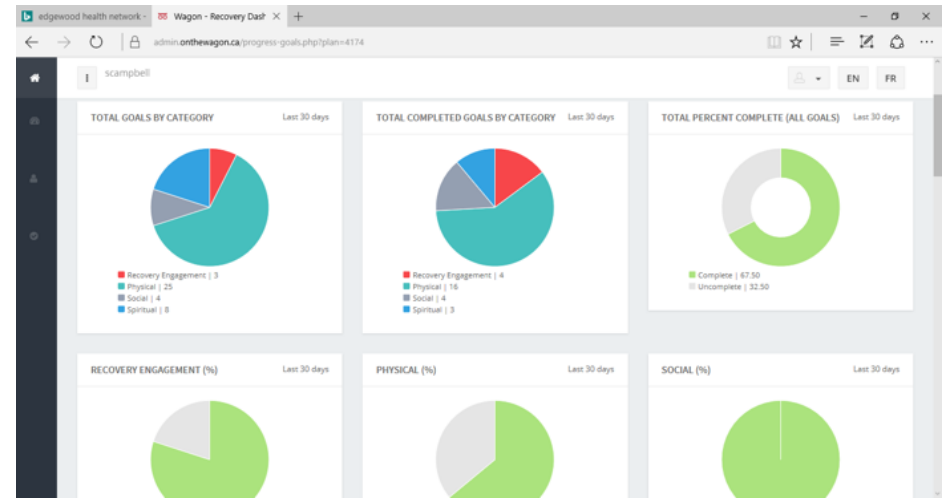 edgewood health network -
Wagon - Recovery Dash
admin.onthewagon.ca/progress-goals.php?plan=4174
scampbell
EN
FR
TOTAL GOALS BY CATEGORY
Last 30 days
Recovery Engagement | 3
Physical | 25
Social | 4
Spiritual | 8
TOTAL COMPLETED GOALS BY CATEGORY
Last 30 days
Recovery Engagement | 4
Physical | 16
Social | 4
Spiritual | 3
TOTAL PERCENT COMPLETE (ALL GOALS)
Last 30 days
Complete | 67.50
Uncomplete | 32.50
RECOVERY ENGAGEMENT (%)
Last 30 days
PHYSICAL (%)
Last 30 days
SOCIAL (%)
Last 30 days